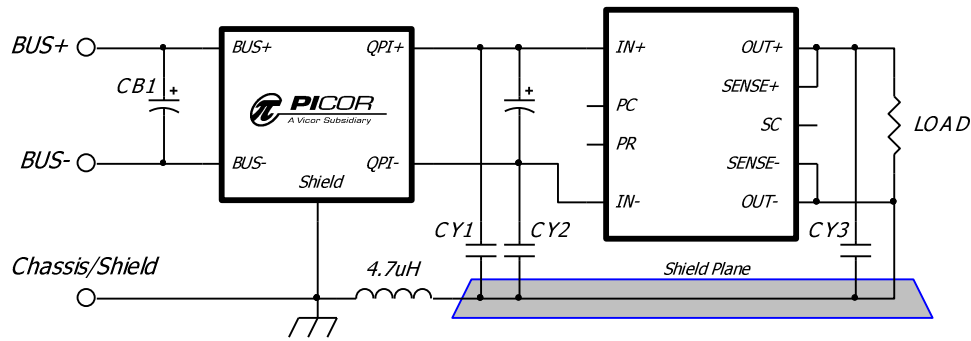 BUS+
BUS+
QPI+
IN+
OUT+
CB1
+
+
SENSE+
PICOR
A Vicor Subsidiary
PC
SC
LOAD
PR
BUS-
BUS-
QPI-
SENSE-
Shield
IN-
OUT-
CY1
CY2
CY3
Chassis/Shield
4.7uH
Shield Plane